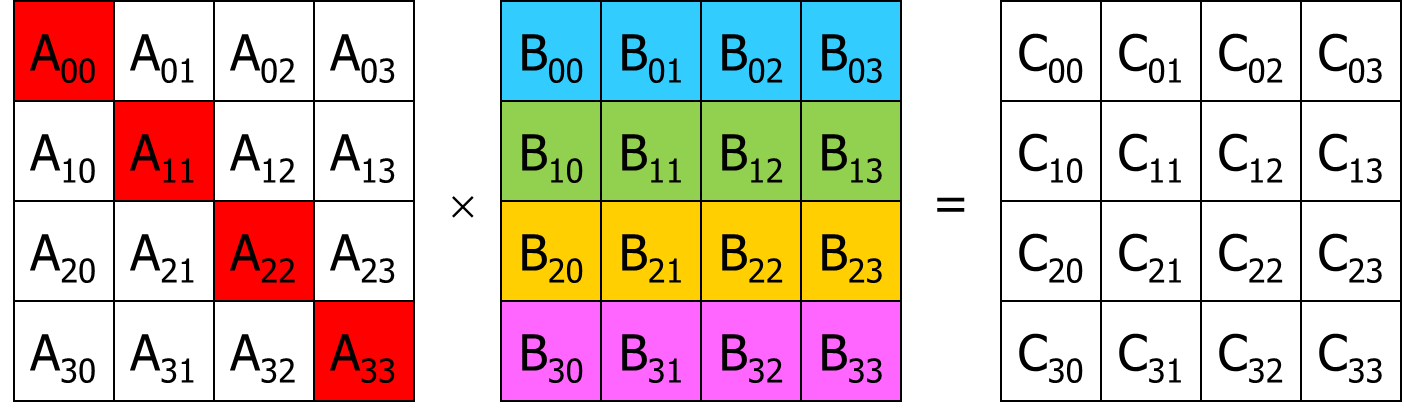 A00 A01 A02 A03 B00 B01 B02 B03 C00 C01 C02 C03
A10 A11 A12 A13 B10 B11 B12 B13 C10 C11 C12 C13
× =
A20 A21 A22 A23 B20 B21 B22 B23 C20 C21 C22 C23
A30 A31 A32 A33 B30 B31 B32 B33 C30 C31 C32 C33